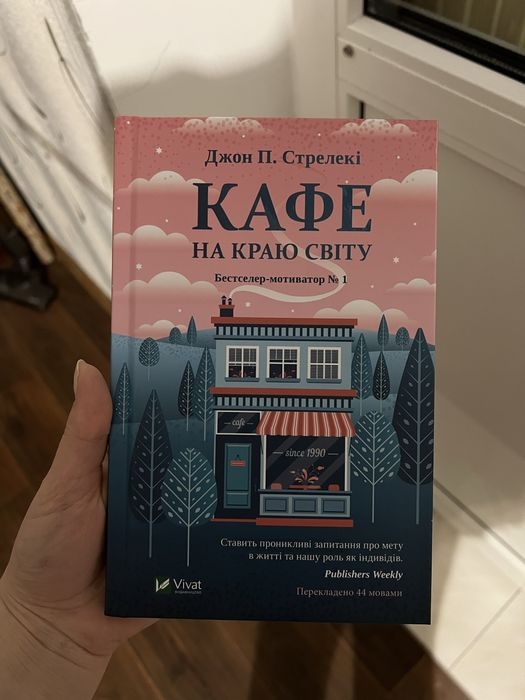 Джон П. Стрелекі
КАФЕ
НА КРАЮ СВІТУ
Бестселер-мотиватор № 1
cafe
since 1990
Ставить проникливі запитання про мету
в житті та нашу роль як індивідів.
Publishers Weekly
Vivat
ВИДАВНИЦТВО
Перекладено 44 мовами